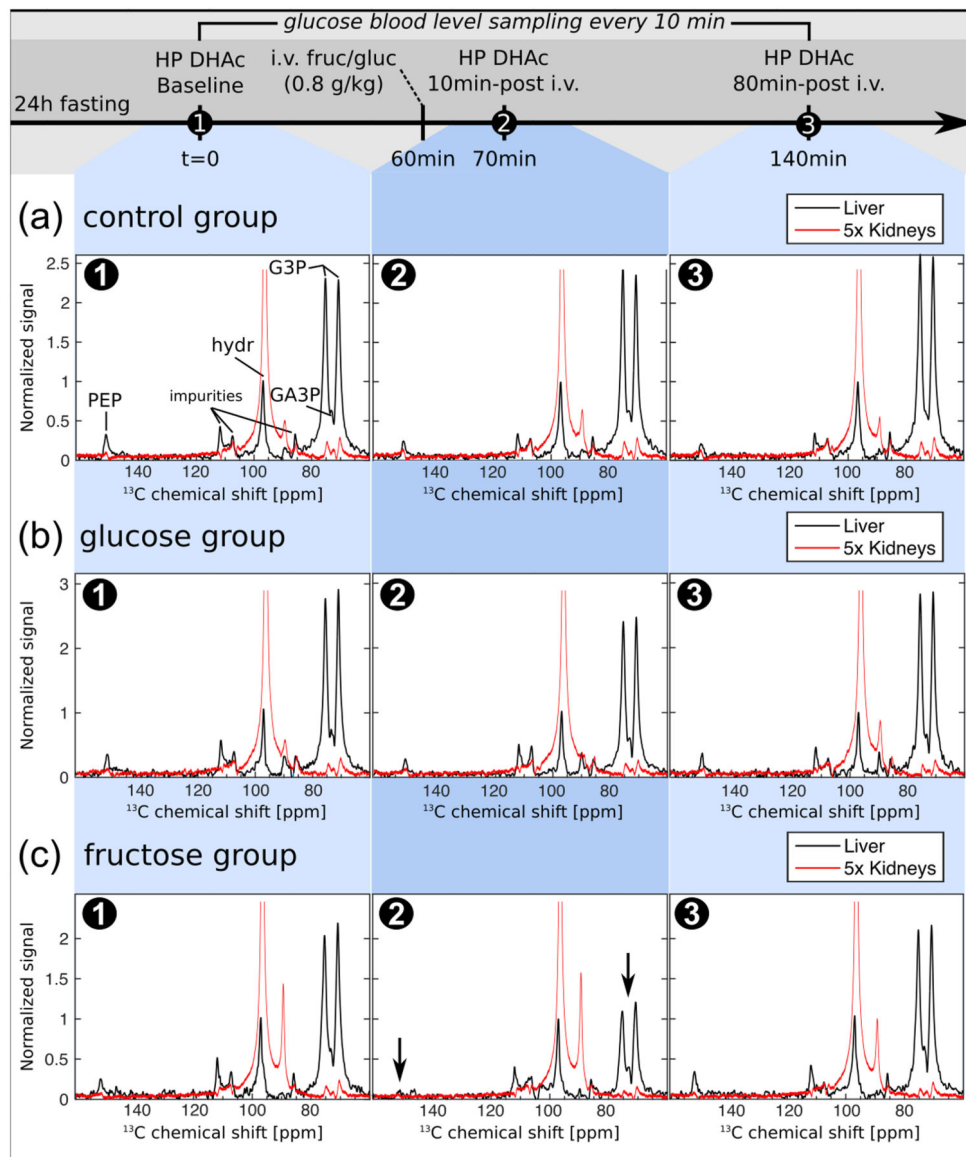 glucose blood level sampling every 10 min
HP DHAc
Baseline
i.v. fruc/gluc
(0.8 g/kg)
HP DHAc
10min-post i.v.
HP DHAc
80min-post i.v.
24h fasting
1
2
3
t=0
60min
70min
140min
(a) control group
Liver
5x Kidneys
1
2
3
Normalized signal
2.5
2
1.5
1
0.5
0
G3P
hydr
PEP
impurities
GA3P
140 120 100 80
140 120 100 80
140 120 100 80
13C chemical shift [ppm]
13C chemical shift [ppm]
13C chemical shift [ppm]
(b) glucose group
Liver
5x Kidneys
1
2
3
Normalized signal
3
2
1
0
140 120 100 80
140 120 100 80
140 120 100 80
13C chemical shift [ppm]
13C chemical shift [ppm]
13C chemical shift [ppm]
(c) fructose group
Liver
5x Kidneys
1
2
3
Normalized signal
2
1.5
1
0.5
0
140 120 100 80
140 120 100 80
140 120 100 80
13C chemical shift [ppm]
13C chemical shift [ppm]
13C chemical shift [ppm]